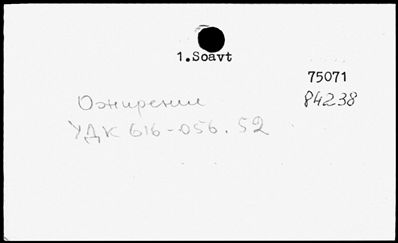 1.Soavt
75071
84238
Ожирение
УДК 616-056.52